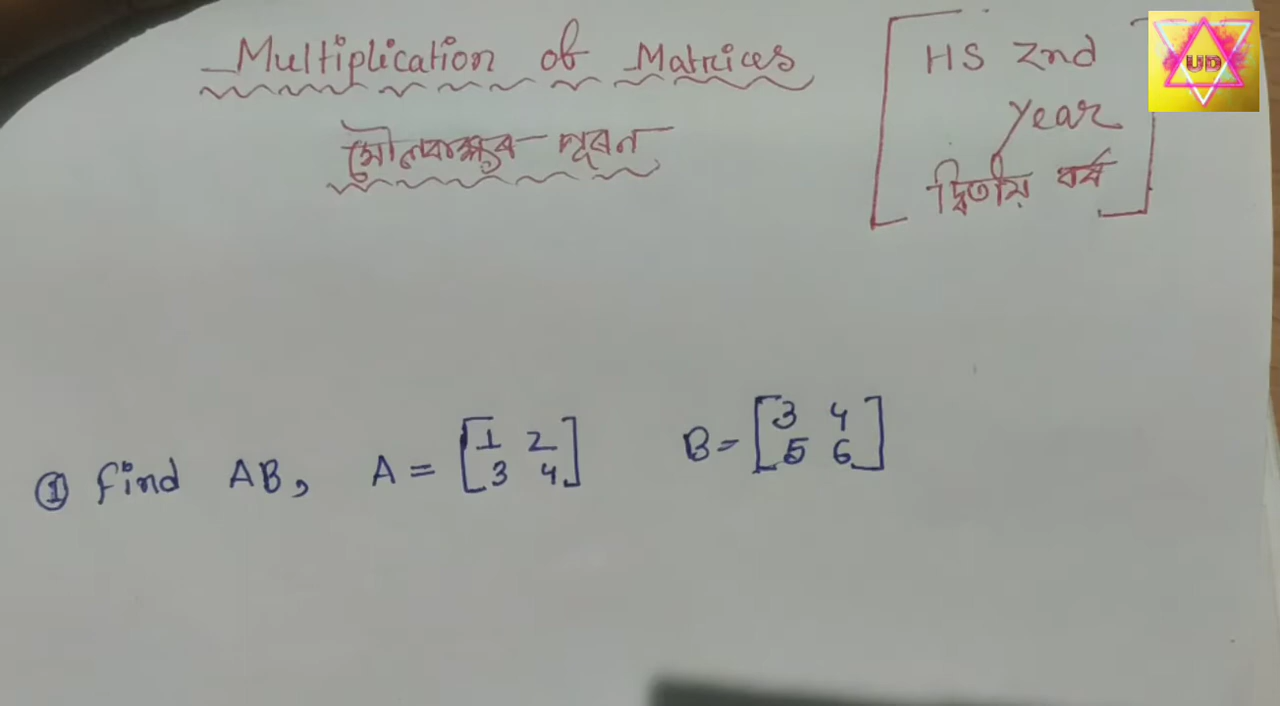 Multiplication of Matrices
মৌলকক্ষৰ পূৰন
HS 2nd
year
দ্বিতীয় বৰ্ষ
UD
① Find AB, A = [1 2 3 4] B = [3 4 5 6]